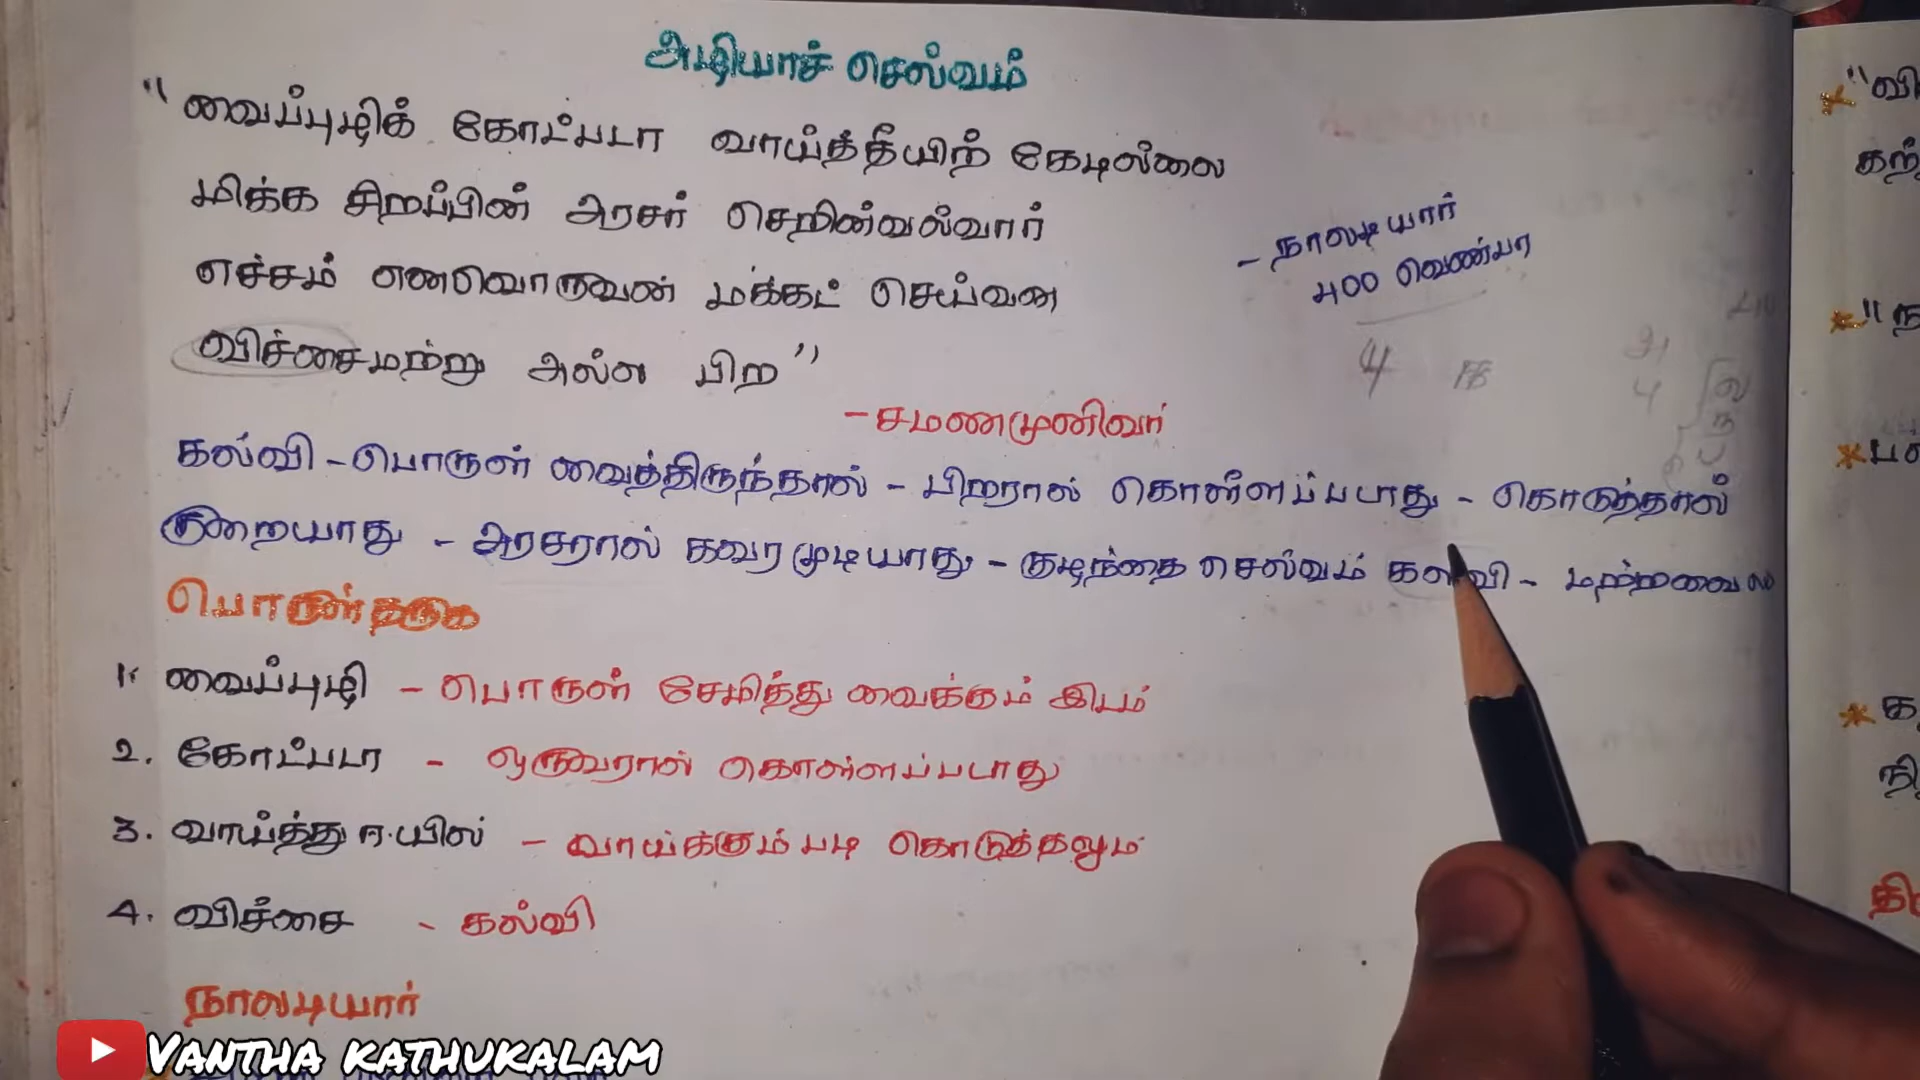 அழியாச் செல்வம்
"வைப்புழிக் கோட்படா வாய்த்தீயிற் கேடில்லை
மிக்க சிறப்பின் அரசர் செறின்வவ்வார்
எச்சம் எனவொருவன் மக்கட் செய்வன
விச்சைமற்று அல்ல பிற"
- நாலடியார்
400 வெண்பா
4
- சமணமுனிவர்
கல்வி - பொருள் வைத்திருந்தால் - பிறரால் கொள்ளப்படாது - கொடுத்தால்
குறையாது - அரசரால் கவர முடியாது - குழந்தை செல்வம் கல்வி - மற்றவை
பொருள் தருக
1. வைப்புழி - பொருள் சேமித்து வைக்கும் இடம்
2. கோட்படா - ஒருவரால் கொள்ளப்படாது
3. வாய்த்து ஈயில் - வாய்க்கும் படி கொடுத்தலும்
4. விச்சை - கல்வி
நாலடியார்
VANTHA KATHUKALAM